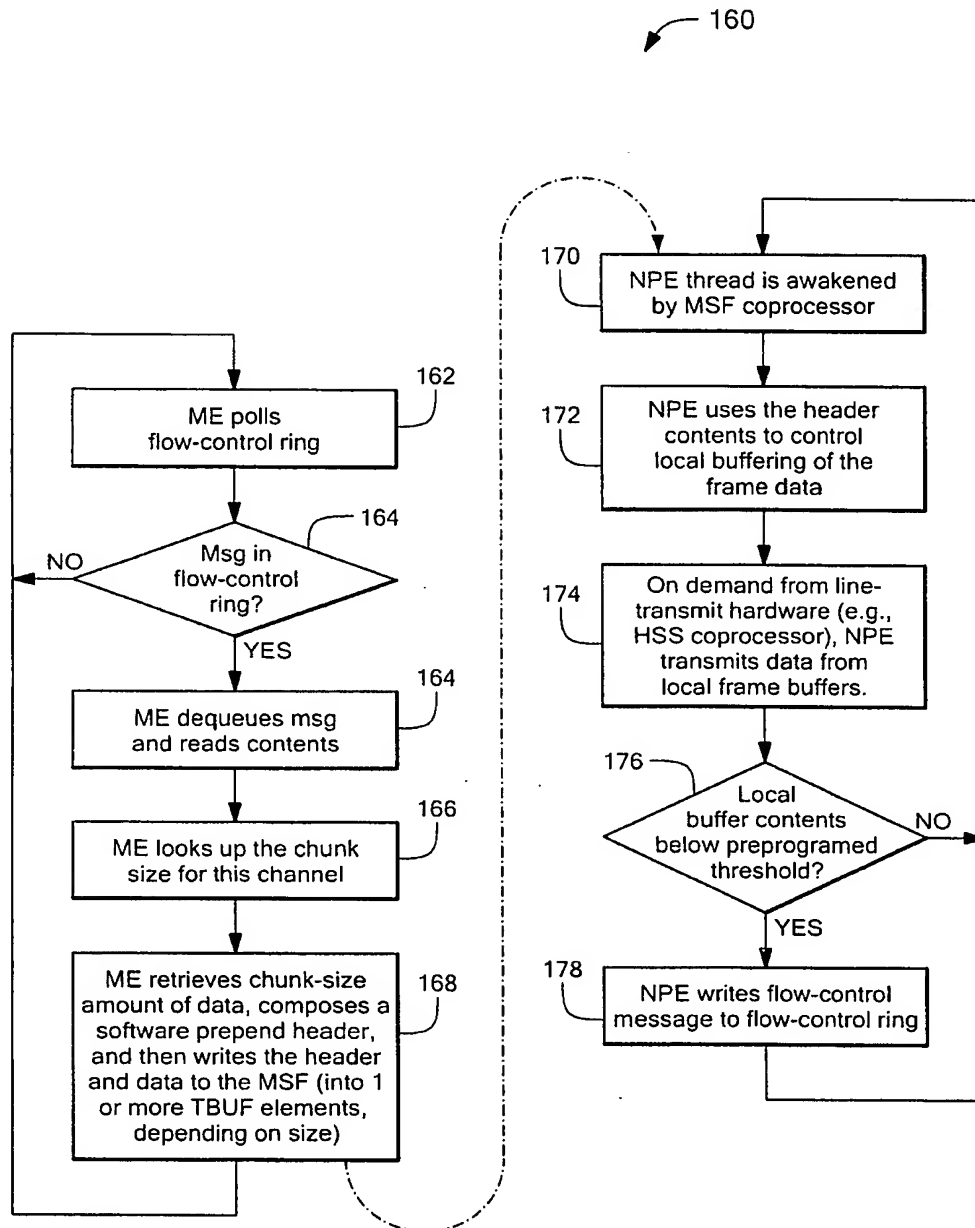 160
162
ME polls
flow-control ring
164
NO
Msg in
flow-control
ring?
YES
164
ME dequeues msg
and reads contents
166
ME looks up the chunk
size for this channel
168
ME retrieves chunk-size
amount of data, composes a
software prepend header,
and then writes the header
and data to the MSF (into 1
or more TBUF elements,
depending on size)
170
NPE thread is awakened
by MSF coprocessor
172
NPE uses the header
contents to control
local buffering of the
frame data
174
On demand from line-
transmit hardware (e.g.,
HSS coprocessor), NPE
transmits data from
local frame buffers.
176
Local
buffer contents
below preprogramed
threshold?
NO
YES
178
NPE writes flow-control
message to flow-control ring